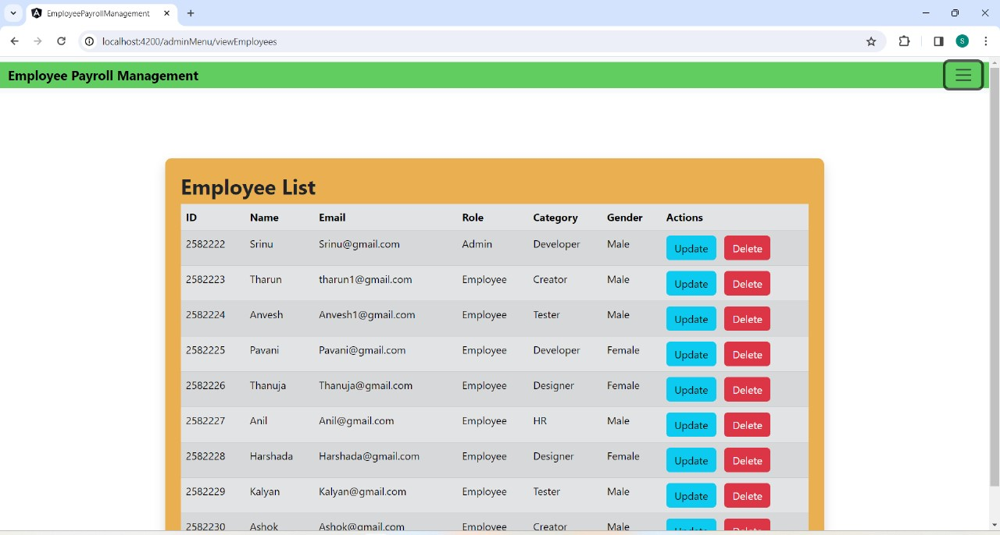 EmployeePayrollManagement
localhost:4200/adminMenu/viewEmployees
S
Employee Payroll Management
Employee List
ID Name Email Role Category Gender Actions
2582222 Srinu Srinu@gmail.com Admin Developer Male Update Delete
2582223 Tharun tharun1@gmail.com Employee Creator Male Update Delete
2582224 Anvesh Anvesh1@gmail.com Employee Tester Male Update Delete
2582225 Pavani Pavani@gmail.com Employee Developer Female Update Delete
2582226 Thanuja Thanuja@gmail.com Employee Designer Female Update Delete
2582227 Anil Anil@gmail.com Employee HR Male Update Delete
2582228 Harshada Harshada@gmail.com Employee Designer Female Update Delete
2582229 Kalyan Kalyan@gmail.com Employee Tester Male Update Delete
2582230 Ashok Ashok@gmail.com Employee Creator Male Update Delete